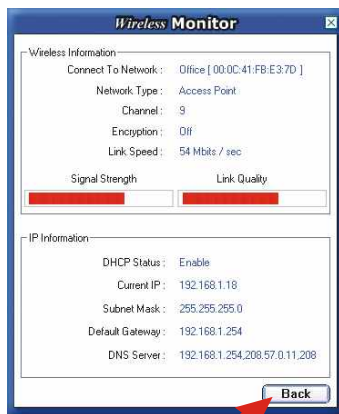 Wireless Monitor
Wireless Information
Connect To Network : Office [ 00:0C:41:FB:E3:7D ]
Network Type : Access Point
Channel : 9
Encryption : Off
Link Speed : 54 Mbits / sec
Signal Strength Link Quality
IP Information
DHCP Status : Enable
Current IP : 192.168.1.18
Subnet Mask : 255.255.255.0
Default Gateway : 192.168.1.254
DNS Server : 192.168.1.254,208.57.0.11,208
Back